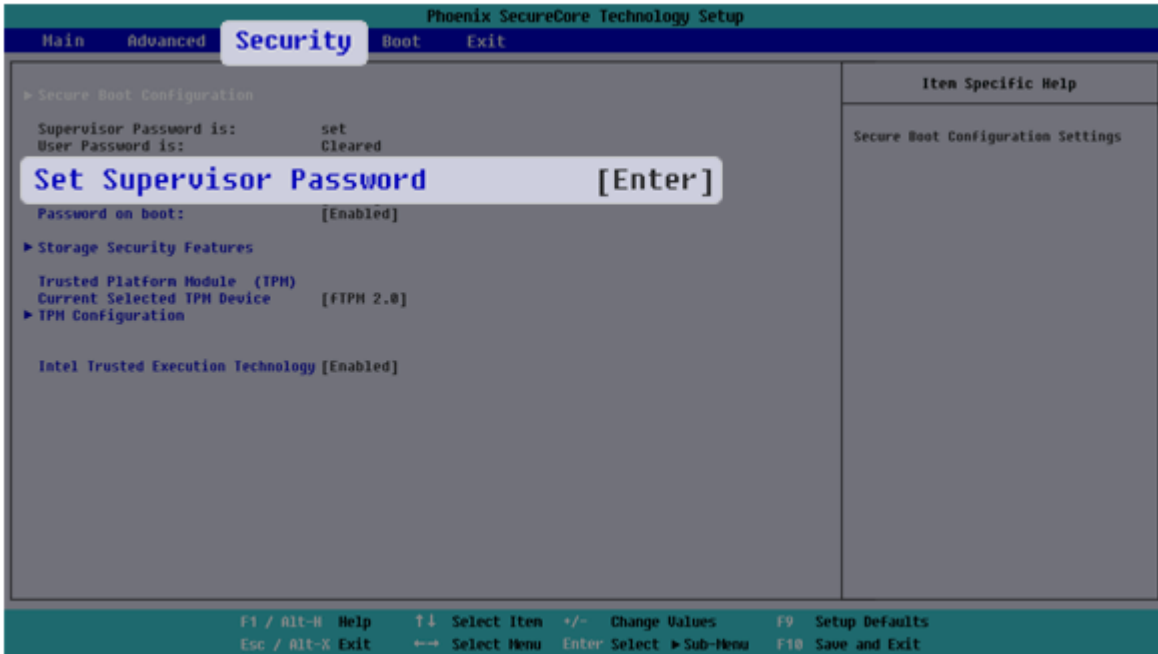 Phoenix SecureCore Technology Setup
Main Advanced Security Boot Exit
Item Specific Help
▶ Secure Boot Configuration
Supervisor Password is: set
Secure Boot Configuration Settings
User Password is: Cleared
Set Supervisor Password [Enter]
Password on boot: [Enabled]
▶ Storage Security Features
Trusted Platform Module (TPM)
Current Selected TPM Device [fTPM 2.0]
▶ TPM Configuration
Intel Trusted Execution Technology [Enabled]
F1 / Alt-H Help ↑↓ Select Item +/- Change Values F9 Setup Defaults
Esc / Alt-X Exit ←→ Select Menu Enter Select ▶ Sub-Menu F10 Save and Exit